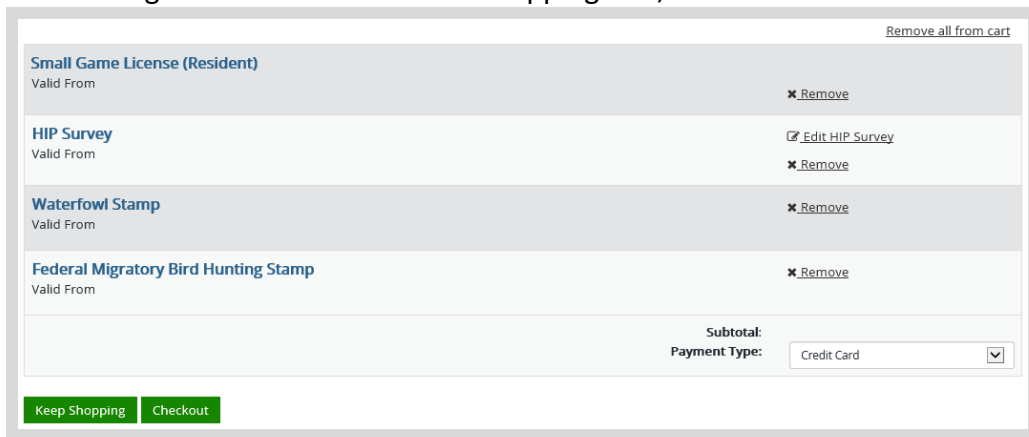 Remove all from cart
Small Game License (Resident)
Valid From
Remove
HIP Survey
Edit HIP Survey
Valid From
Remove
Waterfowl Stamp
Remove
Valid From
Federal Migratory Bird Hunting Stamp
Remove
Valid From
Subtotal:
Payment Type: Credit Card
Keep Shopping Checkout